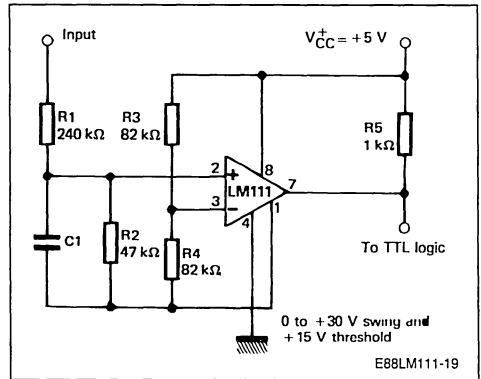 Input
V+CC = +5 V
R1
240 kΩ
R3
82 kΩ
R5
1 kΩ
2
+
8
LM111
7
3
−
4
1
C1
R2
47 kΩ
R4
82 kΩ
To TTL logic
0 to +30 V swing and
+15 V threshold
E88LM111-19